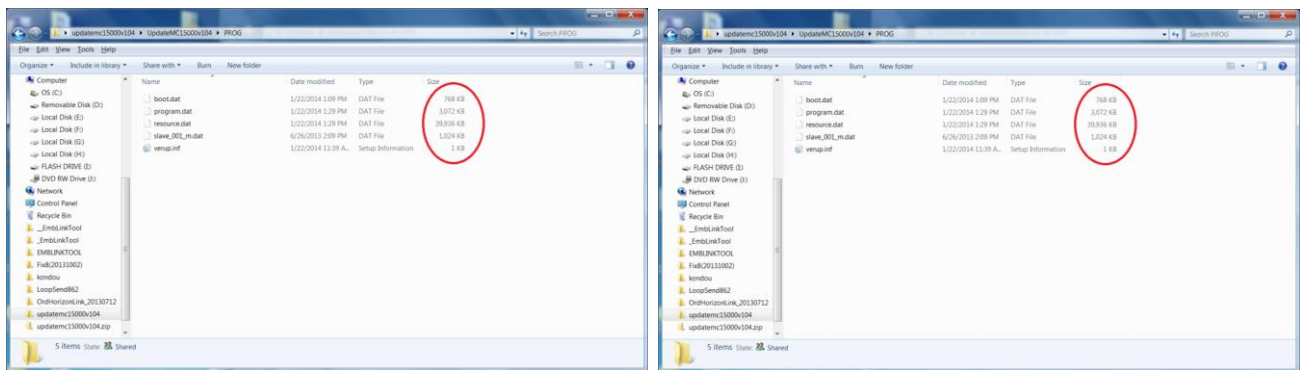 updatemc15000v104 ▸ UpdateMC15000v104 ▸ PROG Search PROG
File Edit View Tools Help
Organize Include in library Share with Burn New folder
Name Date modified Type Size
Computer
OS (C:)
Removable Disk (D:)
Local Disk (E:)
Local Disk (F:)
Local Disk (G:)
Local Disk (H:)
FLASH DRIVE (I:)
DVD RW Drive (J:)
Network
Control Panel
Recycle Bin
__EmbLinkTool
_EmbLinkTool
EMBLINKTOOL
Fix8(20131002)
kondou
LoopSend862
OrdHorizonLink_20130712
updatemc15000v104
updatemc15000v104.zip
boot.dat 1/22/2014 1:09 PM DAT File 768 KB
program.dat 1/22/2014 1:29 PM DAT File 3,072 KB
resource.dat 1/22/2014 1:29 PM DAT File 39,936 KB
slave_001_m.dat 6/26/2013 2:09 PM DAT File 1,024 KB
verup.inf 1/22/2014 11:39 A... Setup Information 1 KB
5 items State: Shared
updatemc15000v104 ▸ UpdateMC15000v104 ▸ PROG Search PROG
File Edit View Tools Help
Organize Include in library Share with Burn New folder
Name Date modified Type Size
Computer
OS (C:)
Removable Disk (D:)
Local Disk (E:)
Local Disk (F:)
Local Disk (G:)
Local Disk (H:)
FLASH DRIVE (I:)
DVD RW Drive (J:)
Network
Control Panel
Recycle Bin
__EmbLinkTool
_EmbLinkTool
EMBLINKTOOL
Fix8(20131002)
kondou
LoopSend862
OrdHorizonLink_20130712
updatemc15000v104
updatemc15000v104.zip
boot.dat 1/22/2014 1:09 PM DAT File 768 KB
program.dat 1/22/2014 1:29 PM DAT File 3,072 KB
resource.dat 1/22/2014 1:29 PM DAT File 39,936 KB
slave_001_m.dat 6/26/2013 2:09 PM DAT File 1,024 KB
verup.inf 1/22/2014 11:39 A... Setup Information 1 KB
5 items State: Shared